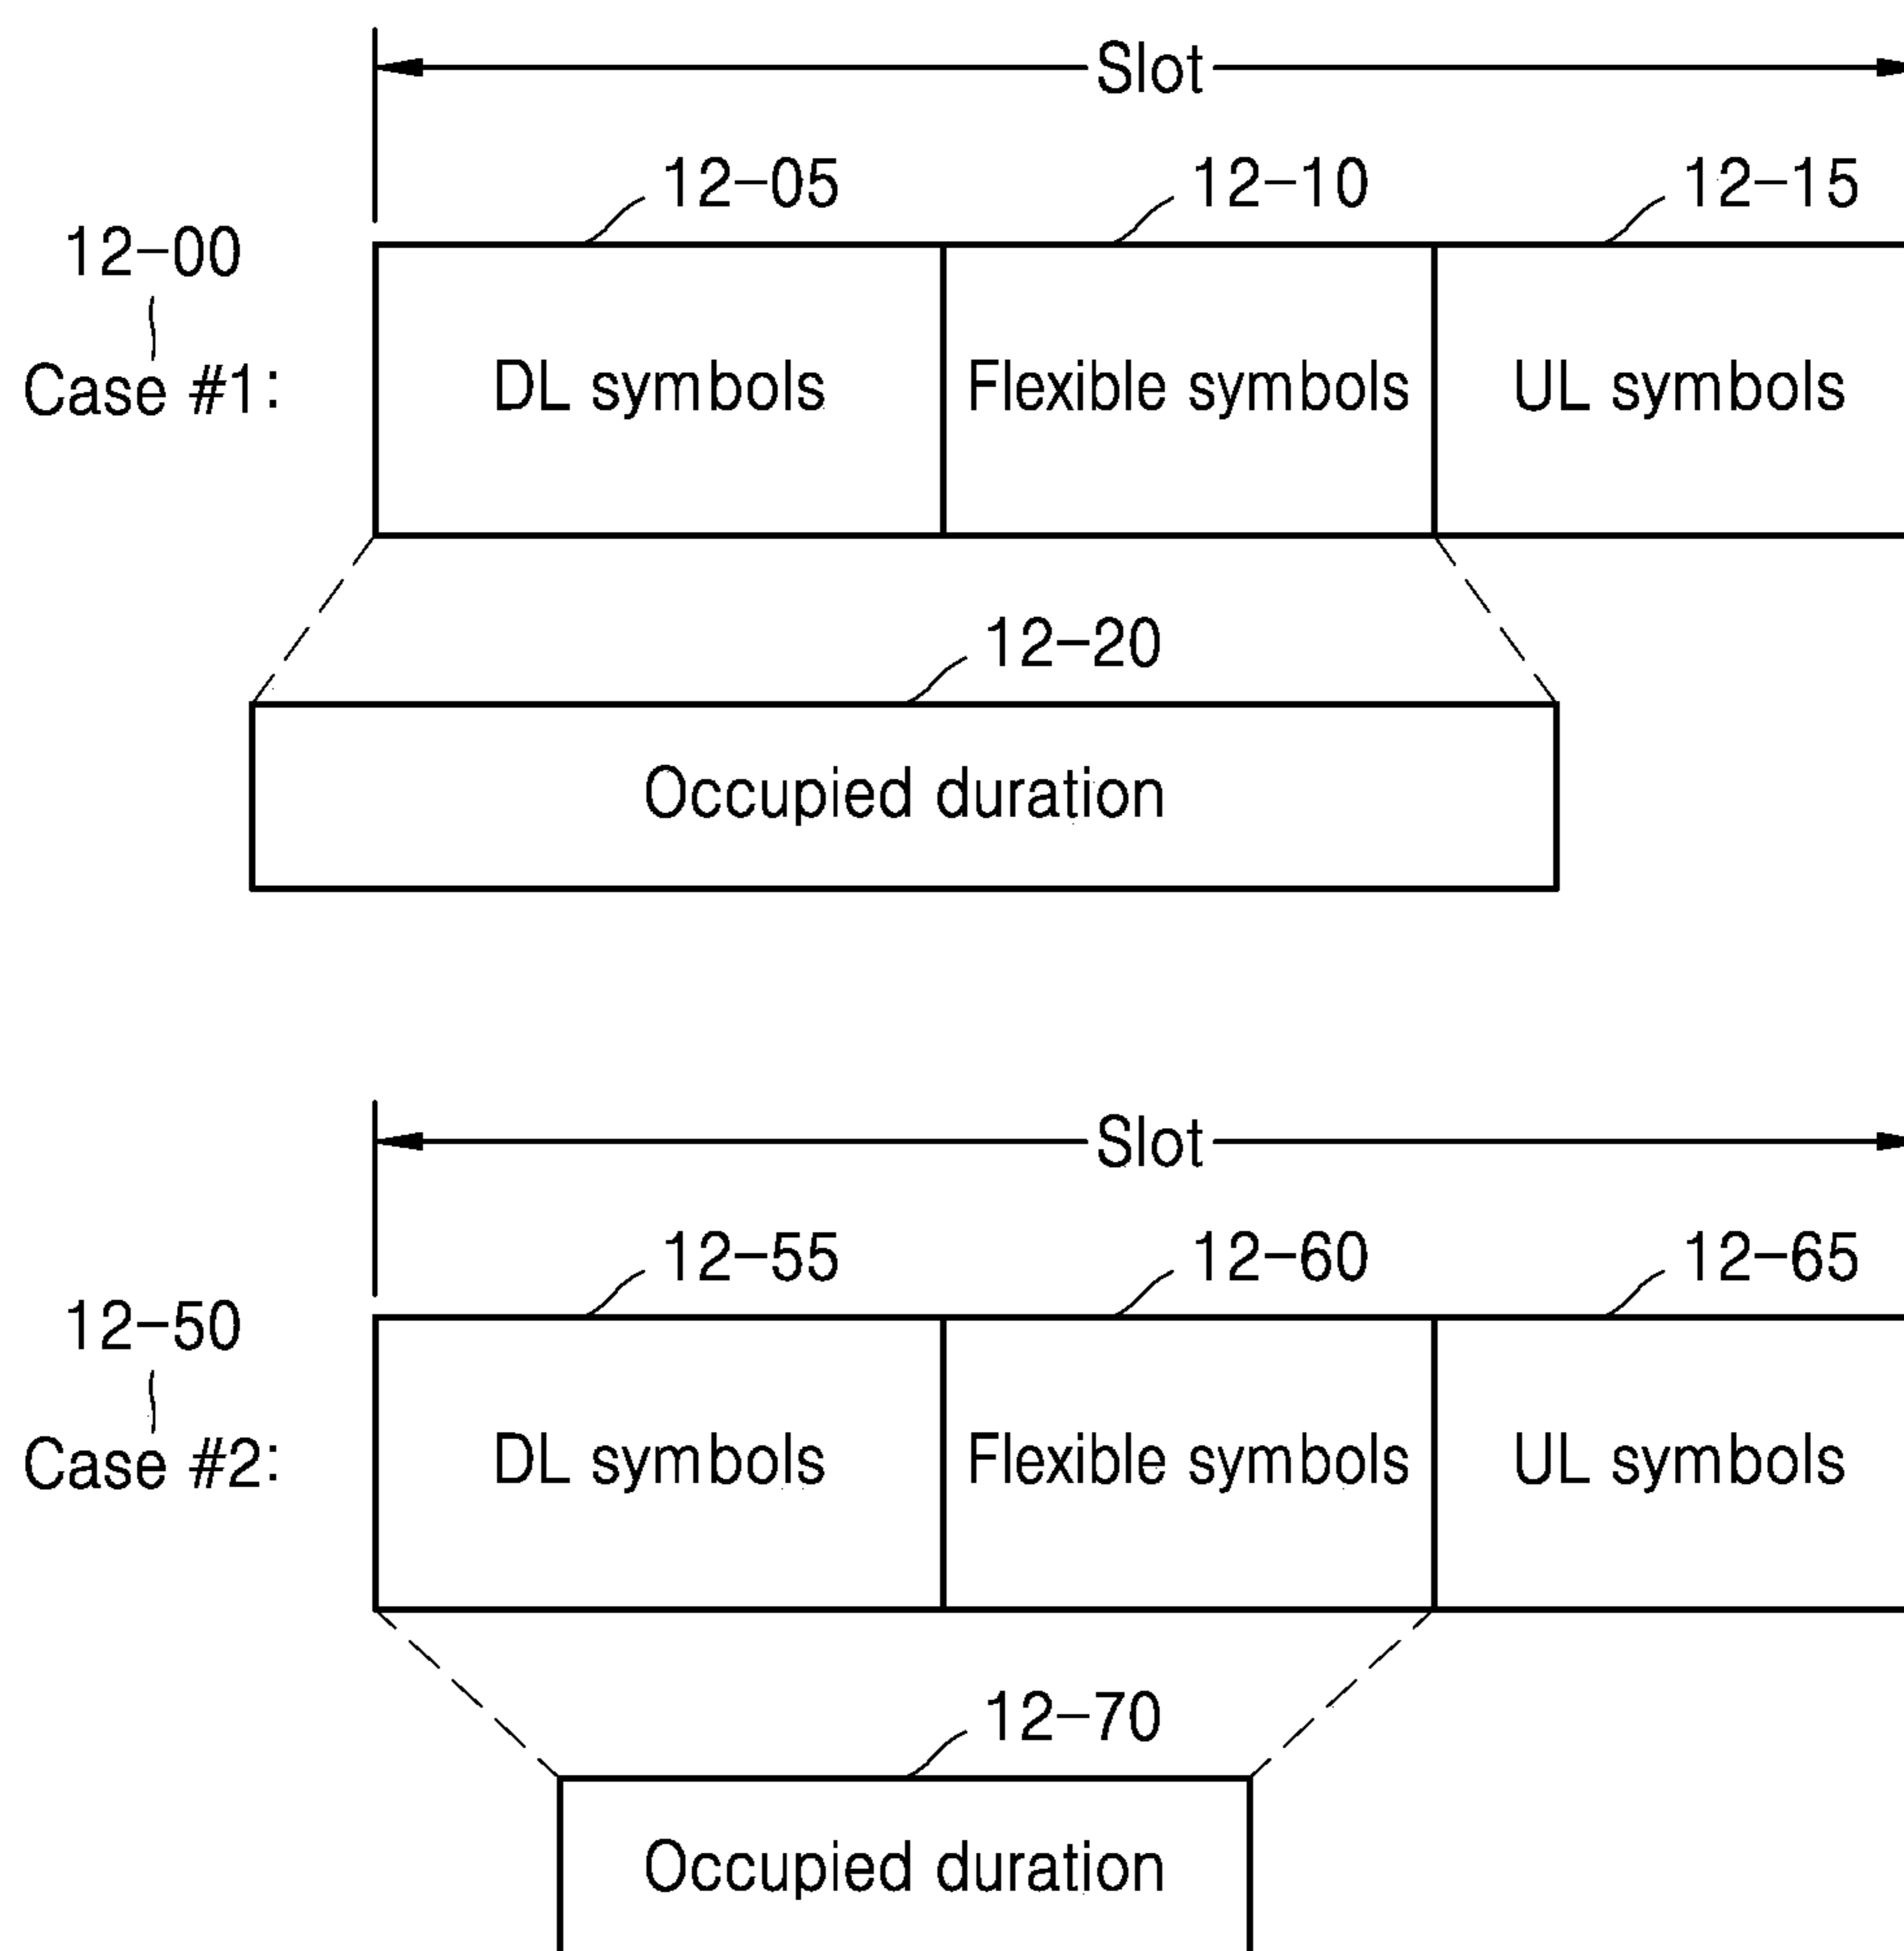 Slot
12-05 12-10 12-15
12-00
Case #1: DL symbols Flexible symbols UL symbols
12-20
Occupied duration
Slot
12-55 12-60 12-65
12-50
Case #2: DL symbols Flexible symbols UL symbols
12-70
Occupied duration